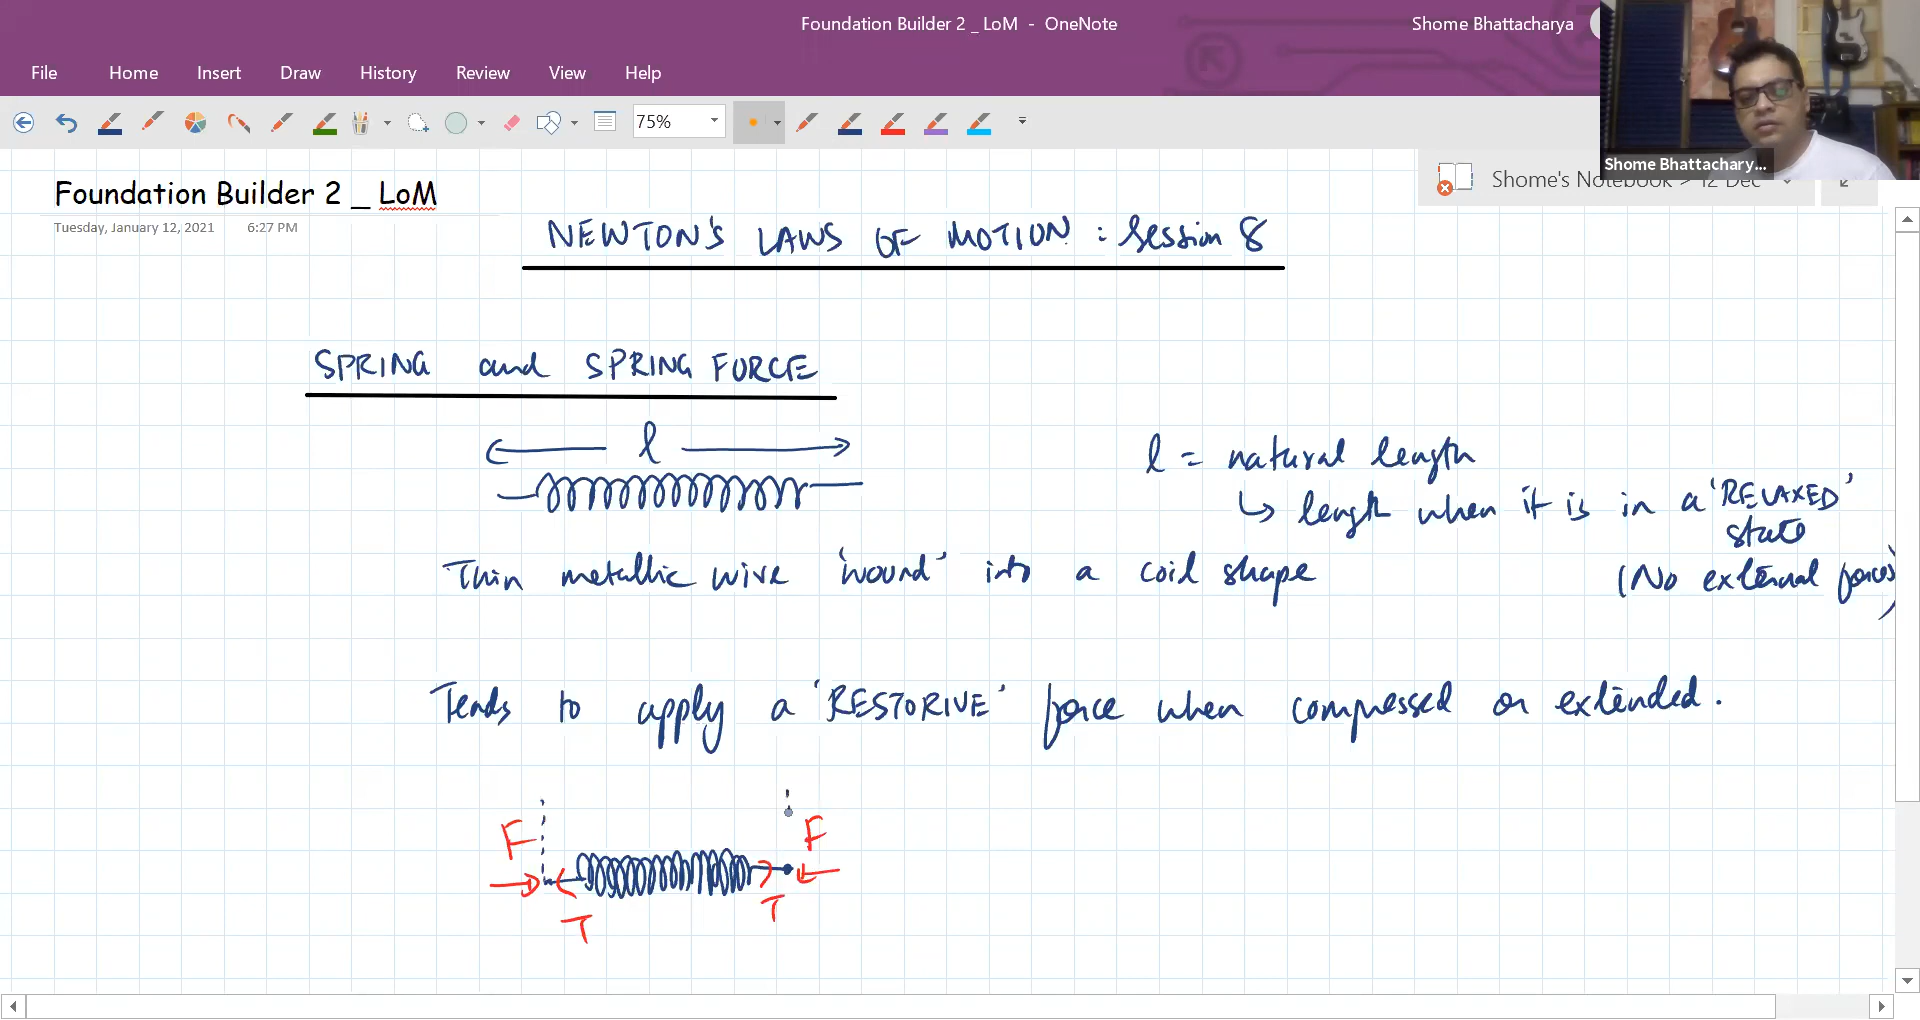 Foundation Builder 2 _ LoM - OneNote
Shome Bhattacharya
File Home Insert Draw History Review View Help
75%
Shome Bhattachary...
Shome's Notebook > 12 Dec
Foundation Builder 2 _ LoM
Tuesday, January 12, 2021 6:27 PM
NEWTON'S LAWS OF MOTION : Session 8
SPRING and SPRING FORCE
l
l = natural length
↳ length when it is in a 'RELAXED'
state
Thin metallic wire 'wound' into a coil shape
(No external forces)
Tends to apply a 'RESTORIVE' force when compressed or extended.
F F
T T